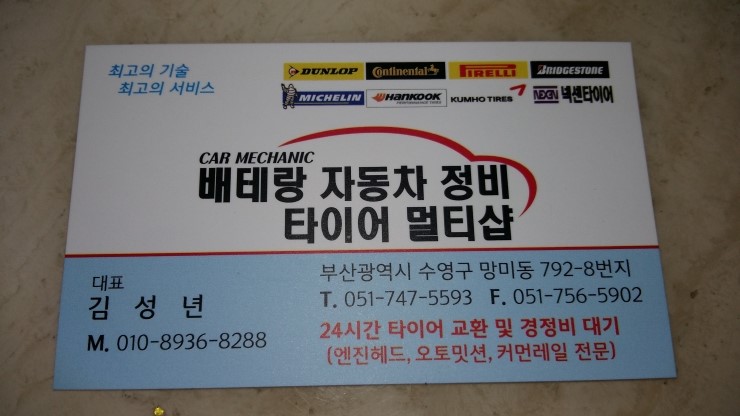 최고의 기술
최고의 서비스
DUNLOP Continental PIRELLI BRIDGESTONE
MICHELIN HANKOOK KUMHO TIRES NEXEN 넥센타이어
CAR MECHANIC
배테랑 자동차 정비
타이어 멀티샵
대표
김 성 년
M. 010-8936-8288
부산광역시 수영구 망미동 792-8번지
T. 051-747-5593 F. 051-756-5902
24시간 타이어 교환 및 경정비 대기
(엔진헤드, 오토밋션, 커먼레일 전문)